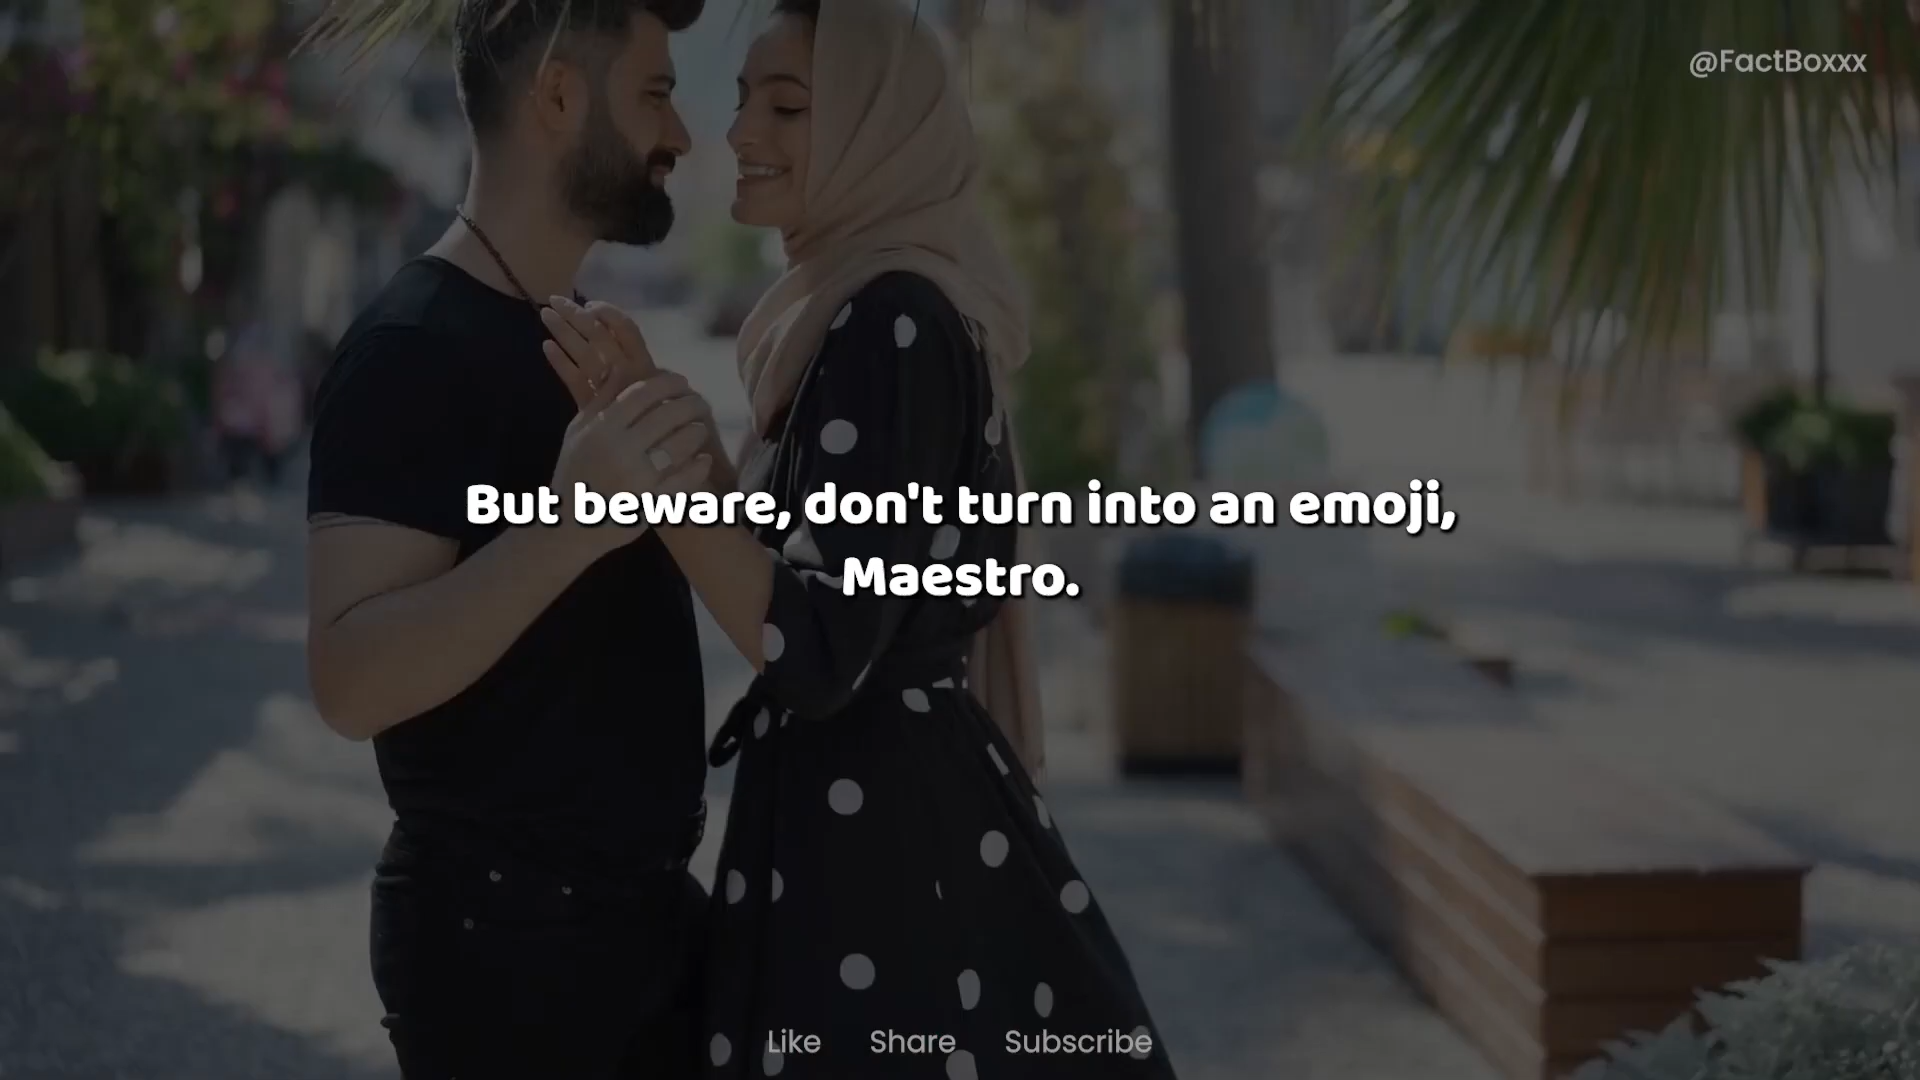 @FactBoxxx
But beware, don't turn into an emoji,
Maestro.
Like Share Subscribe